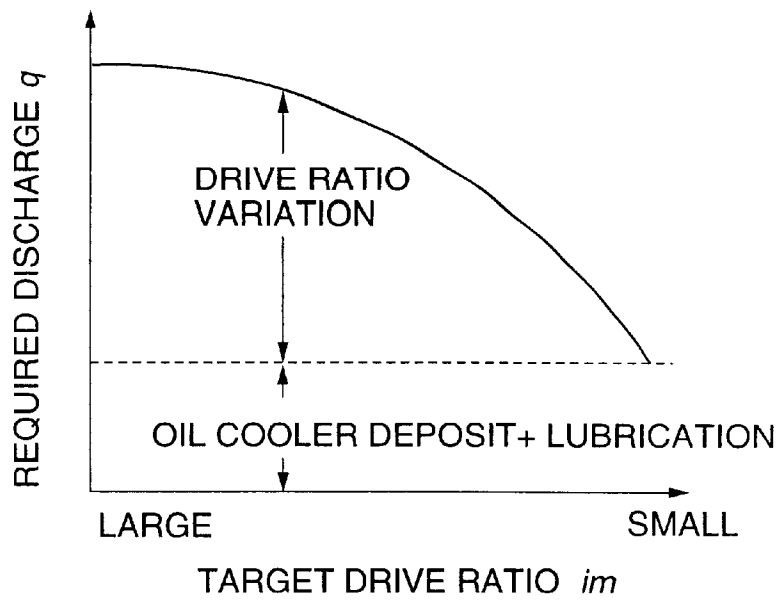 REQUIRED DISCHARGE q
DRIVE RATIO
VARIATION
OIL COOLER DEPOSIT+ LUBRICATION
LARGE
SMALL
TARGET DRIVE RATIO im